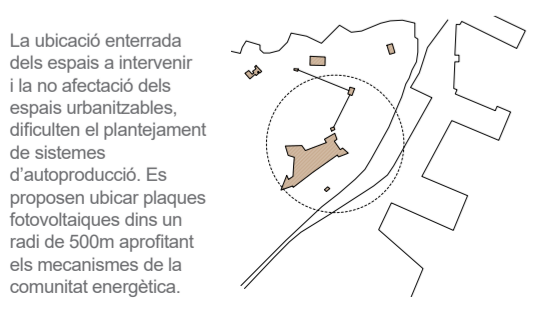 La ubicació enterrada
dels espais a intervenir
i la no afectació dels
espais urbanitzables,
dificulten el plantejament
de sistemes
d'autoproducció. Es
proposen ubicar plaques
fotovoltaiques dins un
radi de 500m aprofitant
els mecanismes de la
comunitat energètica.